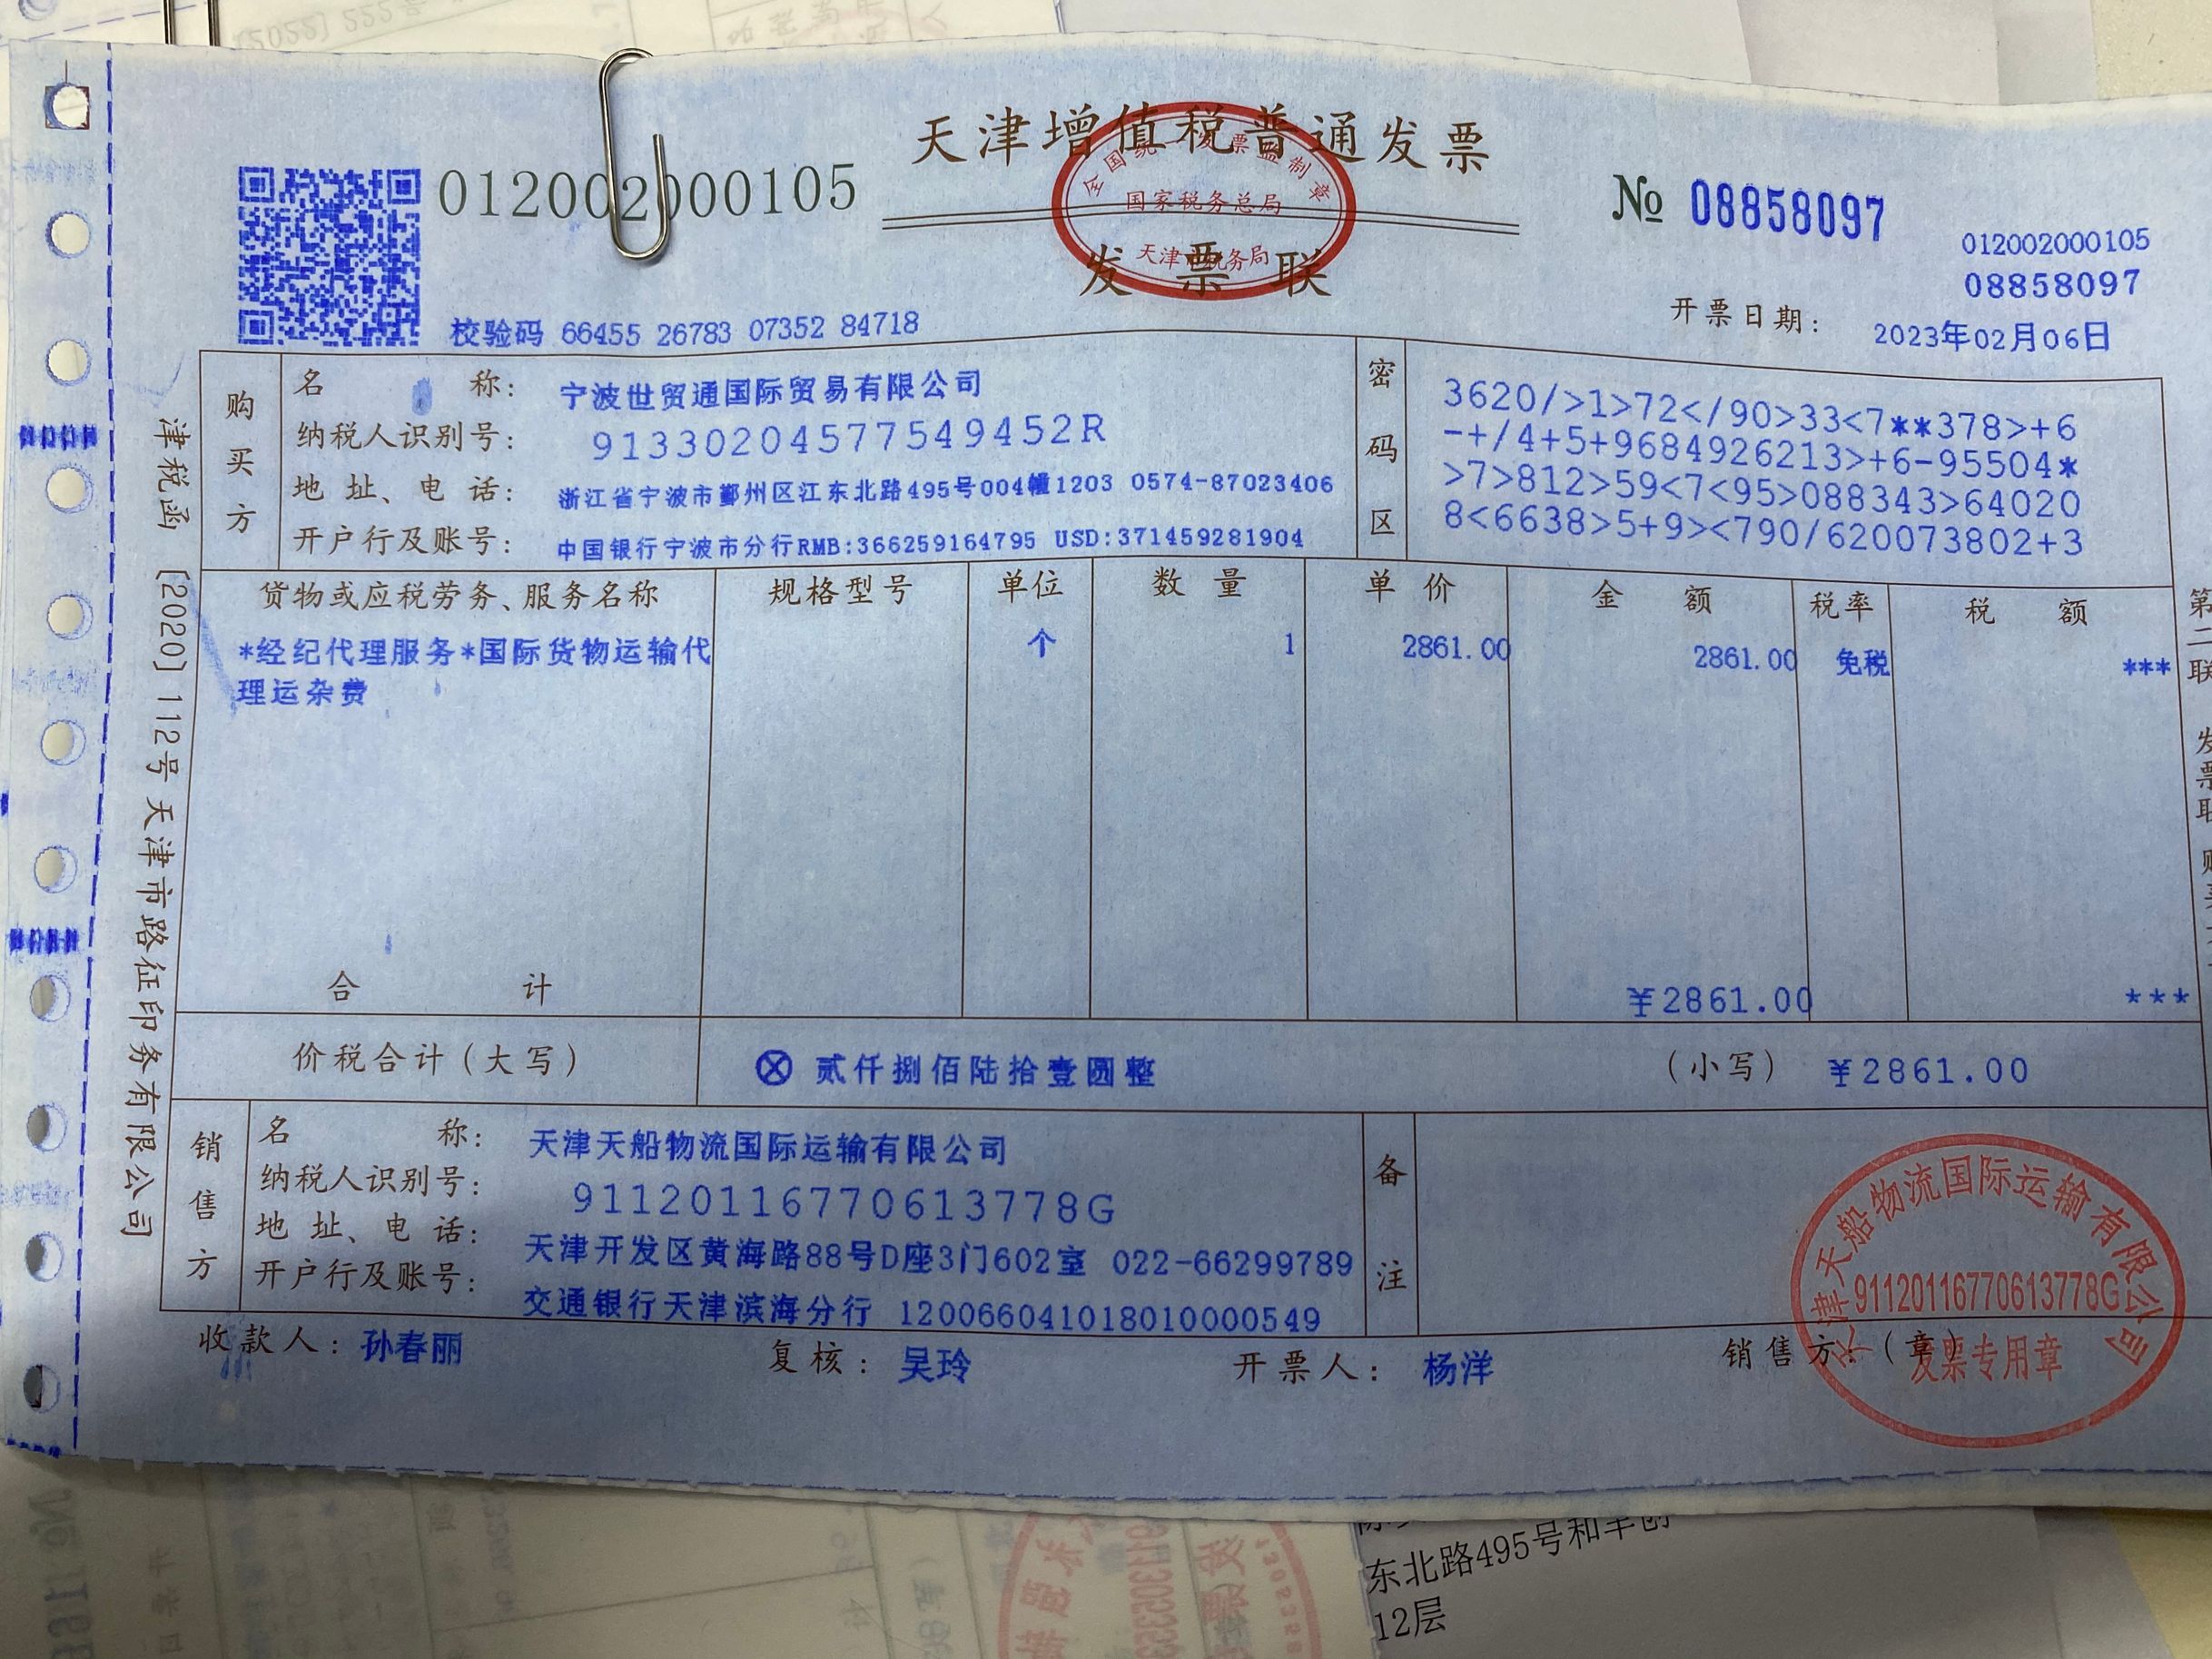 天津增值税普通发票
发票联
全国统一发票监制章
国家税务总局
天津市税务局
012002000105
№ 08858097
012002000105
08858097
校验码 66455 26783 07352 84718
开票日期: 2023年02月06日
购买方
名称: 宁波世贸通国际贸易有限公司
纳税人识别号: 91330204577549452R
地址、电话: 浙江省宁波市鄞州区江东北路495号004幢1203 0574-87023406
开户行及账号: 中国银行宁波市分行RMB:366259164795 USD:371459281904
密码区
3620/>1>72</90>33<7**378>+6
-+/4+5+9684926213>+6-95504*
>7>812>59<7<95>088343>64020
8<6638>5+9><790/620073802+3
货物或应税劳务、服务名称 规格型号 单位 数量 单价 金额 税率 税额
*经纪代理服务*国际货物运输代 个 1 2861.00 2861.00 免税 ***
理运杂费
合计 ¥2861.00 ***
价税合计(大写) ⊗ 贰仟捌佰陆拾壹圆整 (小写) ¥2861.00
销售方
名称: 天津天船物流国际运输有限公司
纳税人识别号: 91120116770613778G
地址、电话: 天津开发区黄海路88号D座3门602室 022-66299789
开户行及账号: 交通银行天津滨海分行 120066041018010000549
备注
收款人: 孙春丽 复核: 吴玲 开票人: 杨洋 销售方:(章)
天津天船物流国际运输有限公司
91120116770613778G
发票专用章
津税函 [2020] 112号 天津市路征印务有限公司
第二联 发票联
东北路495号和丰创
12层